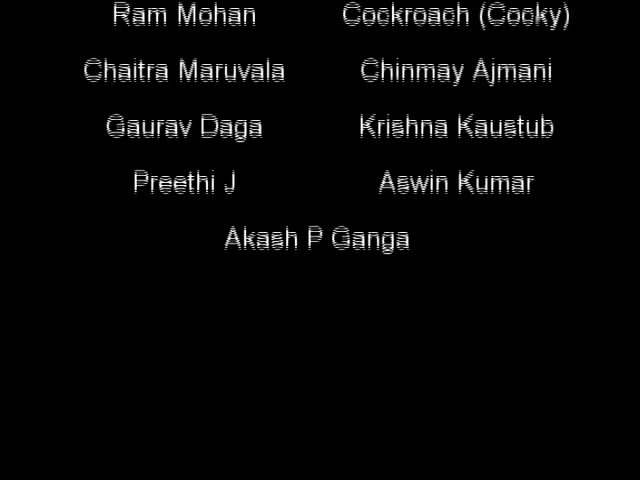 Ram Mohan Cockroach (Cocky)
Chaitra Maruvala Chinmay Ajmani
Gaurav Daga Krishna Kaustub
Preethi J Aswin Kumar
Akash P Ganga